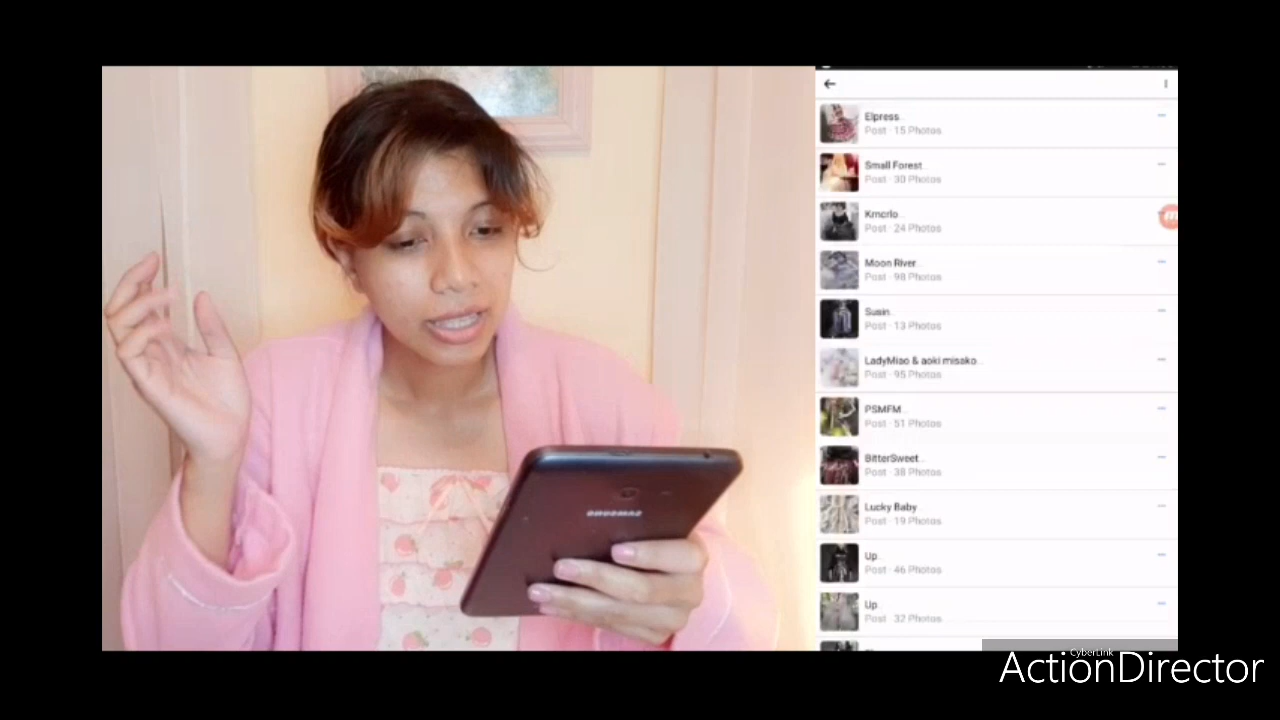 Elpress...
Post · 15 Photos
Small Forest...
Post · 30 Photos
Krncrlo...
Post · 24 Photos
Moon River...
Post · 98 Photos
Susin...
Post · 13 Photos
LadyMiao & aoki misako...
Post · 95 Photos
PSMFM...
Post · 51 Photos
BitterSweet...
Post · 38 Photos
Lucky Baby...
Post · 19 Photos
Up...
Post · 46 Photos
Up...
Post · 32 Photos
SAMSUNG
CyberLink
ActionDirector